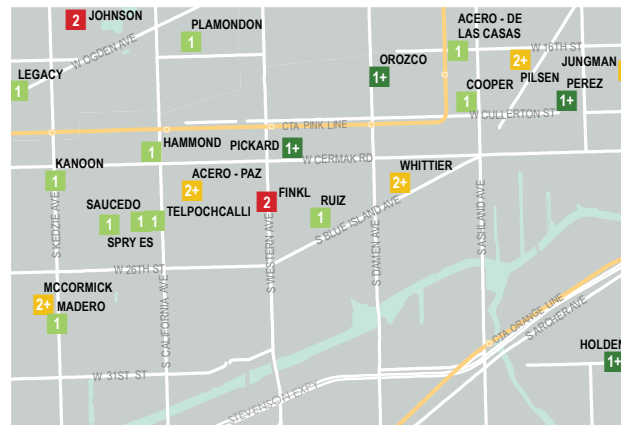 2 JOHNSON
PLAMONDON
1
W OGDEN AVE
ACERO - DE
LAS CASAS
1
W 16TH ST
OROZCO
1+
2+
PILSEN
JUNGMAN
LEGACY
1
COOPER
1
PEREZ
1+
W CULLERTON ST
CTA PINK LINE
HAMMOND
1
PICKARD 1+
W CERMAK RD
KANOON
1
ACERO - PAZ
2+
WHITTIER
2+
FINKL
2
RUIZ
1
SAUCEDO
1
1 1
TELPOCHCALLI
SPRY ES
S BLUE ISLAND AVE
S KEDZIE AVE
S CALIFORNIA AVE
S WESTERN AVE
S DAMEN AVE
S ASHLAND AVE
W 26TH ST
MCCORMICK
2+
MADERO
1
CTA ORANGE LINE
S ARCHER AVE
HOLDEN
1+
W 31ST ST
STEVENSON EXPY